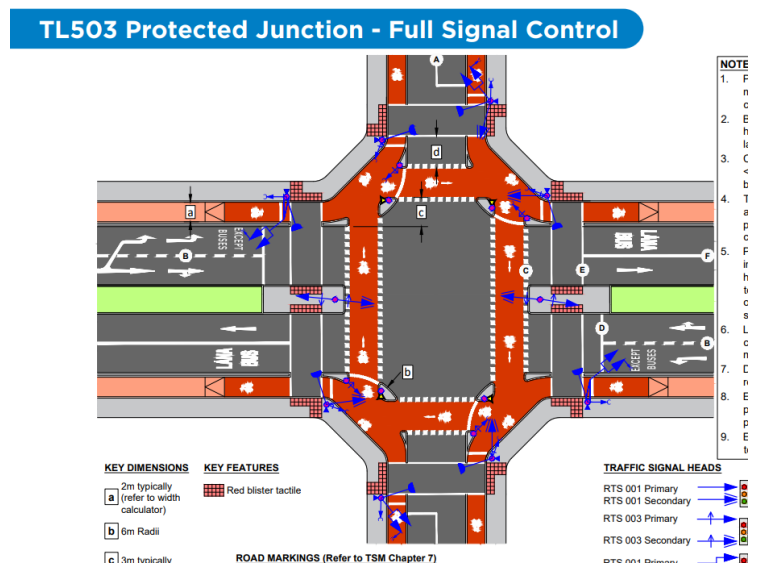 TL503 Protected Junction - Full Signal Control
A
NOTE
1.
2.
3.
4.
5.
6.
7.
8.
9.
d
a
c
B
EXCEPT
BUSES
LANA
BUS
F
C
E
D
B
LANA
BUS
EXCEPT
BUSES
b
KEY DIMENSIONS
a 2m typically
(refer to width
calculator)
b 6m Radii
c 3m typically
KEY FEATURES
Red blister tactile
ROAD MARKINGS (Refer to TSM Chapter 7)
TRAFFIC SIGNAL HEADS
RTS 001 Primary
RTS 001 Secondary
RTS 003 Primary
RTS 003 Secondary
RTS 001 Primary